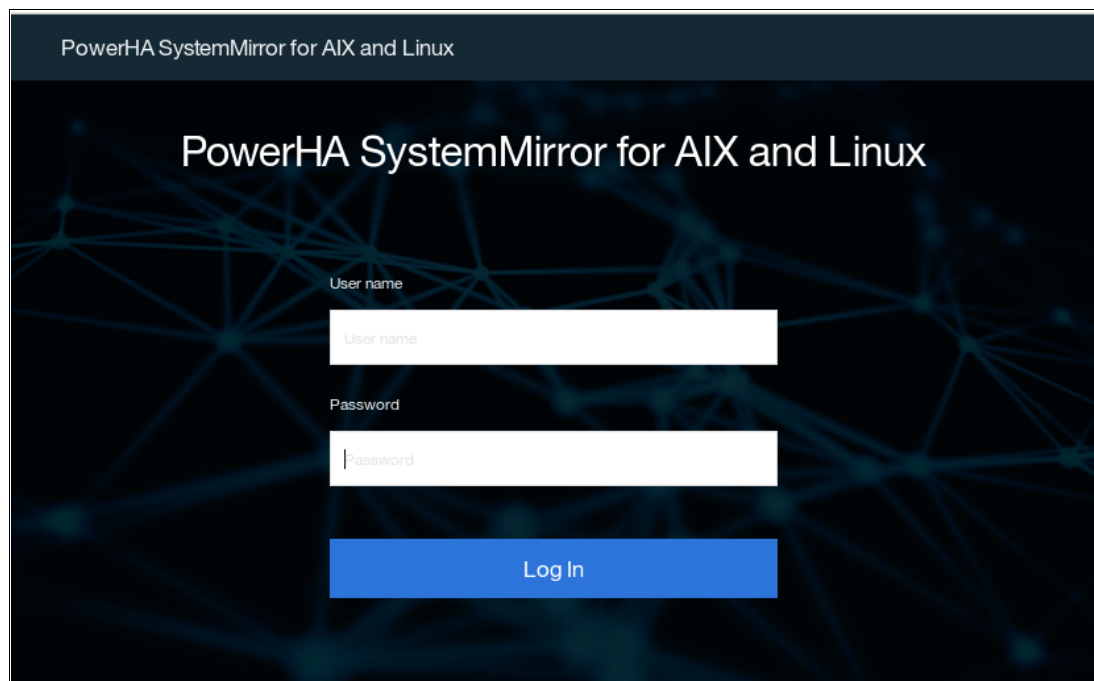 PowerHA SystemMirror for AIX and Linux
PowerHA SystemMirror for AIX and Linux
User name
User name
Password
Password
Log In